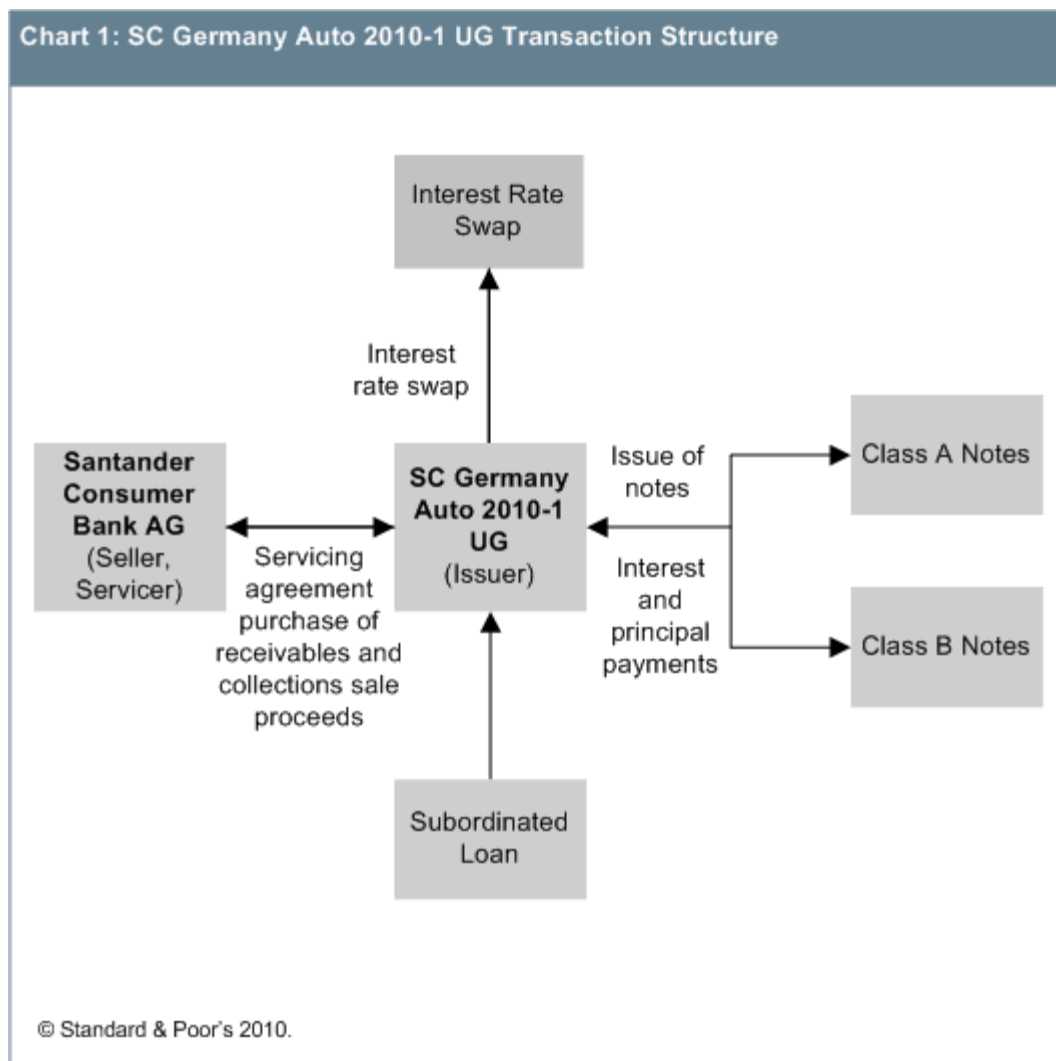 Chart 1: SC Germany Auto 2010-1 UG Transaction Structure
Interest Rate
Swap
Interest
rate swap
Santander
Consumer
Bank AG
(Seller,
Servicer)
Servicing
agreement
purchase of
receivables and
collections sale
proceeds
SC Germany
Auto 2010-1
UG
(Issuer)
Issue of
notes
Interest
and
principal
payments
Class A Notes
Class B Notes
Subordinated
Loan
© Standard & Poor's 2010.